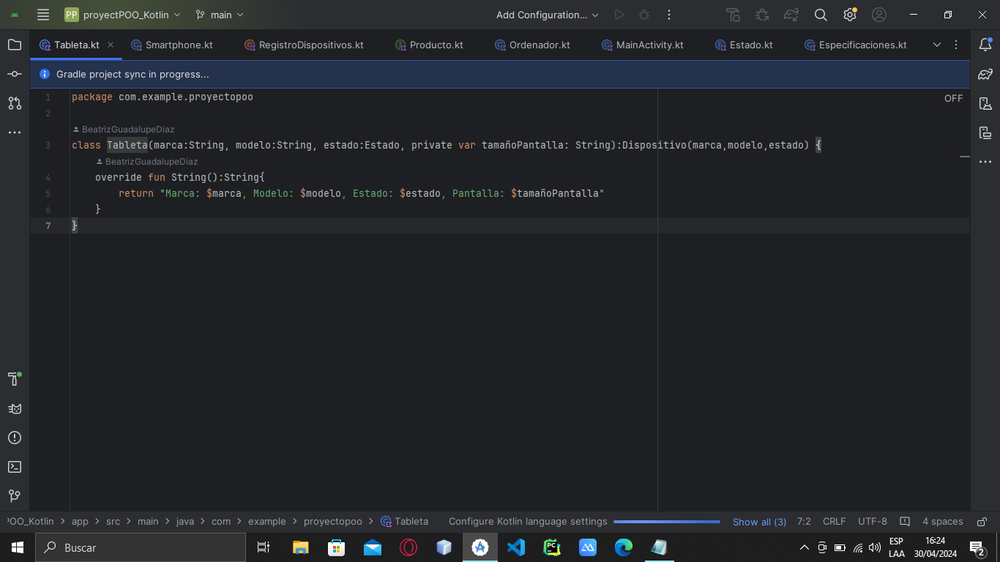 PP proyectPOO_Kotlin main Add Configuration...
Tableta.kt Smartphone.kt RegistroDispositivos.kt Producto.kt Ordenador.kt MainActivity.kt Estado.kt Especificaciones.kt
Gradle project sync in progress...
OFF
1 package com.example.proyectopoo
2
BeatrizGuadalupeDiaz
3 class Tableta(marca:String, modelo:String, estado:Estado, private var tamañoPantalla: String):Dispositivo(marca,modelo,estado) {
BeatrizGuadalupeDiaz
4 override fun String():String{
5 return "Marca: $marca, Modelo: $modelo, Estado: $estado, Pantalla: $tamañoPantalla"
6 }
7 }
POO_Kotlin > app > src > main > java > com > example > proyectopoo > Tableta Configure Kotlin language settings Show all (3) 7:2 CRLF UTF-8 4 spaces
Buscar
PC
ESP
LAA
16:24
30/04/2024
2